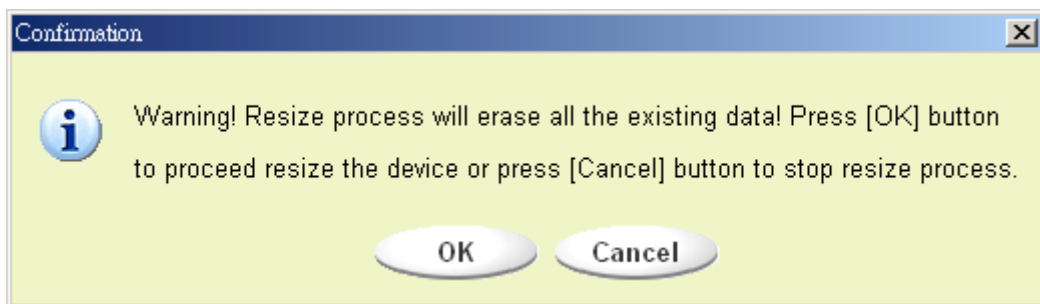 Confirmation
Warning! Resize process will erase all the existing data! Press [OK] button
to proceed resize the device or press [Cancel] button to stop resize process.
OK Cancel